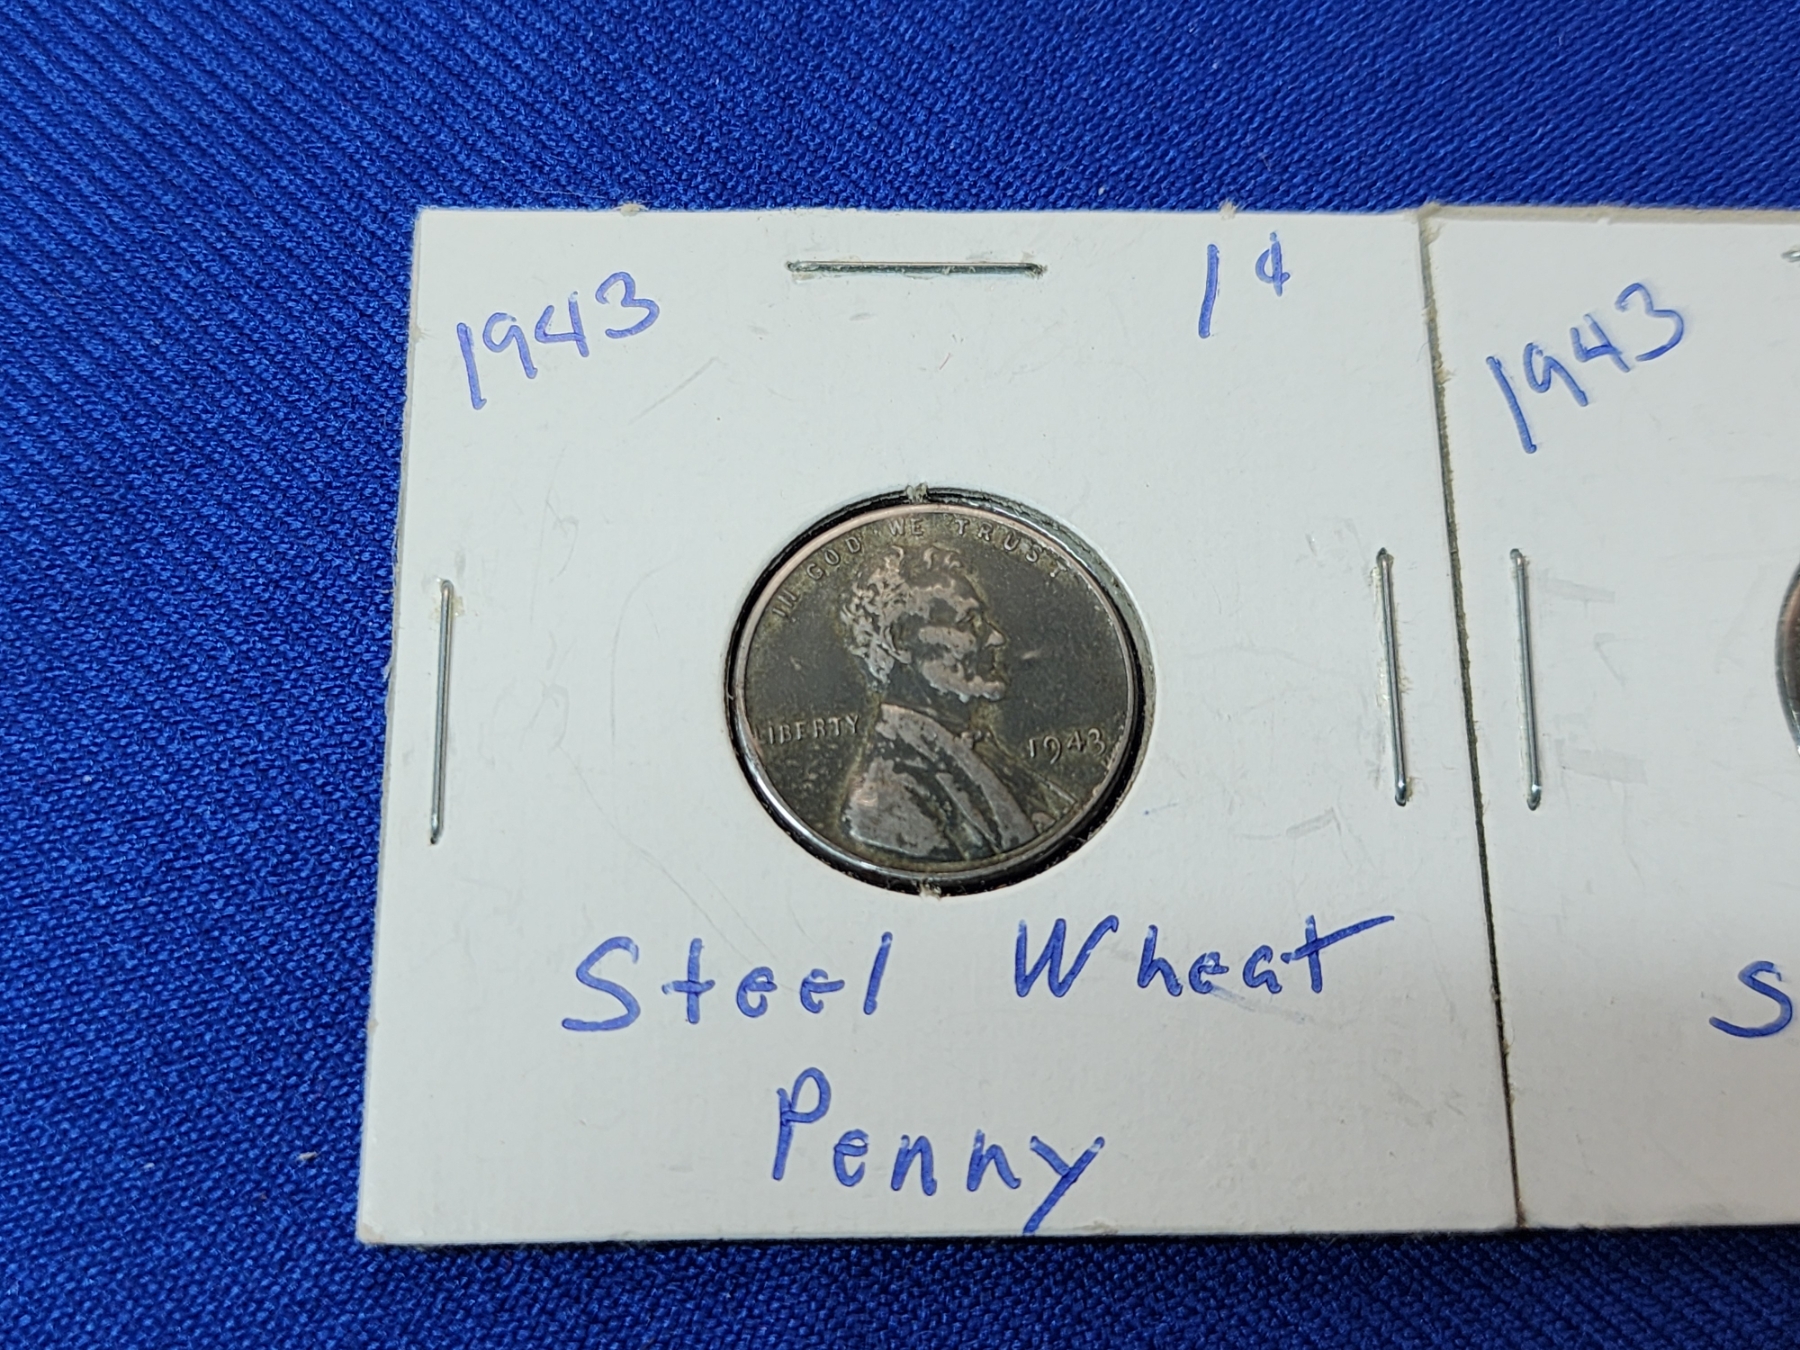 1943
1¢
IN GOD WE TRUST
LIBERTY
1943
Steel Wheat
Penny
1943
S